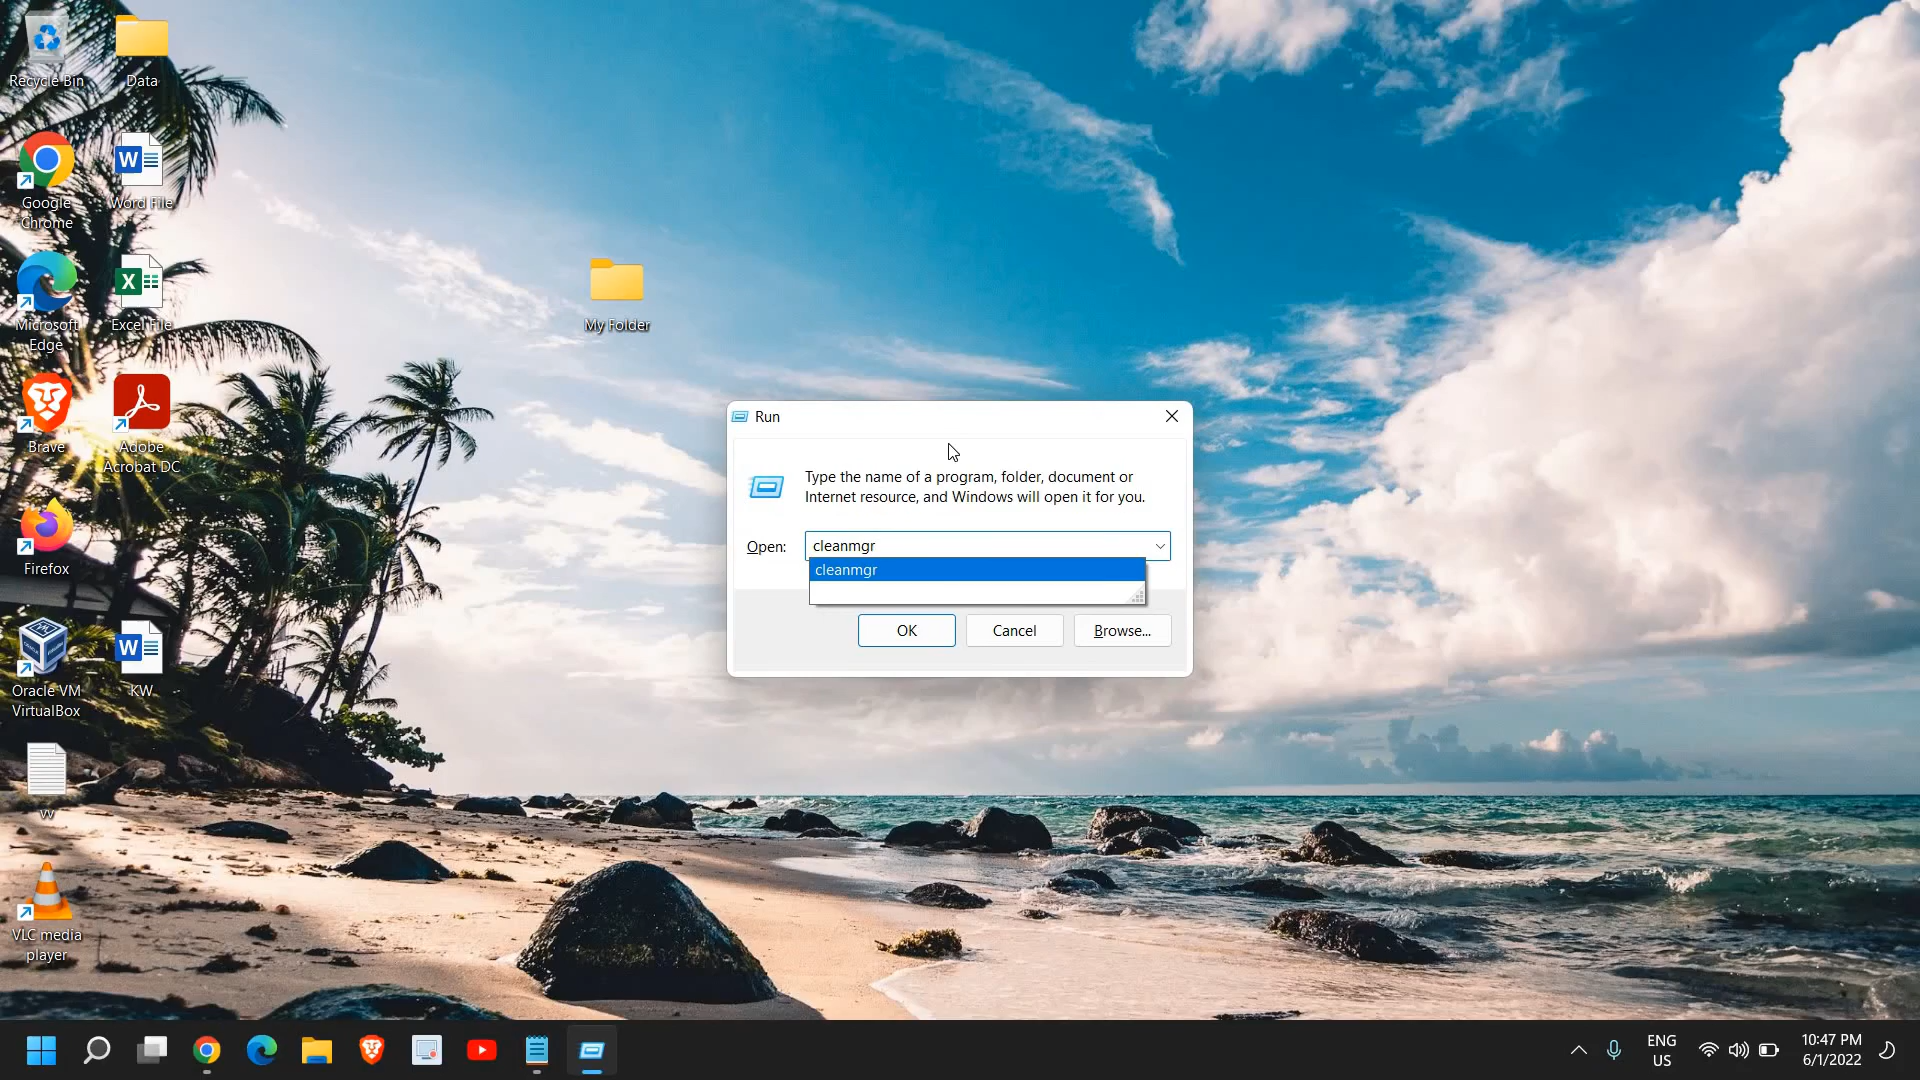 Recycle Bin
Data
Google
Chrome
Word File
Microsoft
Edge
Excel File
Brave
Adobe
Acrobat DC
Firefox
Oracle VM
VirtualBox
KW
w
VLC media
player
My Folder
Run
Type the name of a program, folder, document or
Internet resource, and Windows will open it for you.
Open:
cleanmgr
cleanmgr
OK
Cancel
Browse...
ENG
US
10:47 PM
6/1/2022